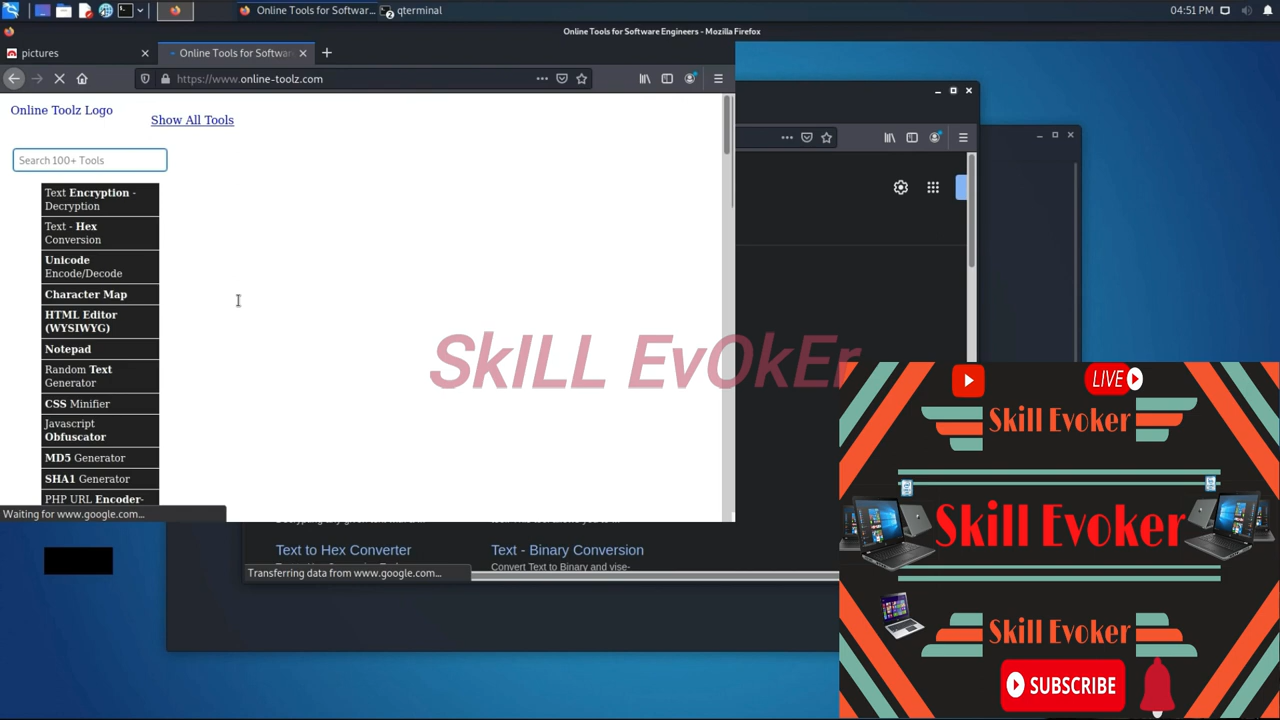 Online Tools for Softwar...
qterminal
04:51 PM
Online Tools for Software Engineers - Mozilla Firefox
pictures
Online Tools for Softwa
https://www.online-toolz.com
Online Toolz Logo
Show All Tools
Search 100+ Tools
Text Encryption -
Decryption
Text - Hex
Conversion
Unicode
Encode/Decode
Character Map
HTML Editor
(WYSIWYG)
Notepad
Random Text
Generator
CSS Minifier
Javascript
Obfuscator
MD5 Generator
SHA1 Generator
PHP URL Encoder-
Waiting for www.google.com...
SkILL EvOkEr
Text to Hex Converter
Text - Binary Conversion
Convert Text to Binary and vise-
Transferring data from www.google.com...
LIVE
Skill Evoker
Skill Evoker
Skill Evoker
SUBSCRIBE